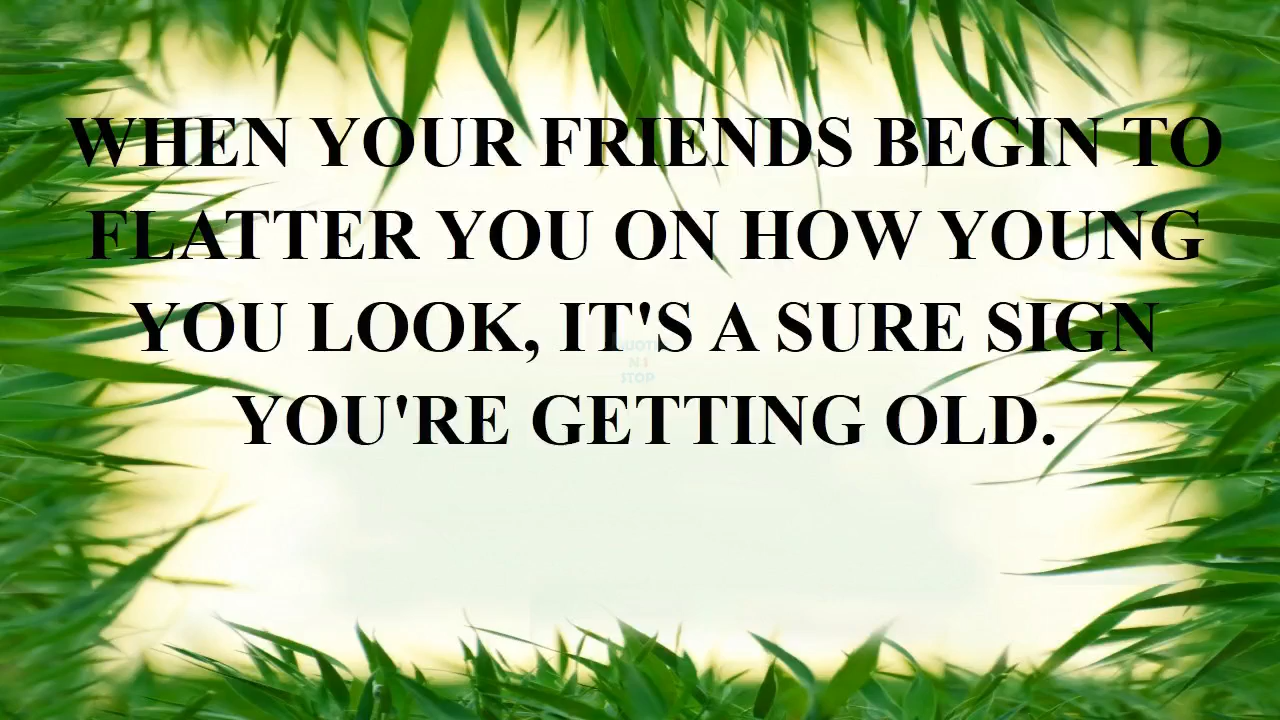 WHEN YOUR FRIENDS BEGIN TO
FLATTER YOU ON HOW YOUNG
YOU LOOK, IT'S A SURE SIGN
YOU'RE GETTING OLD.
STOP